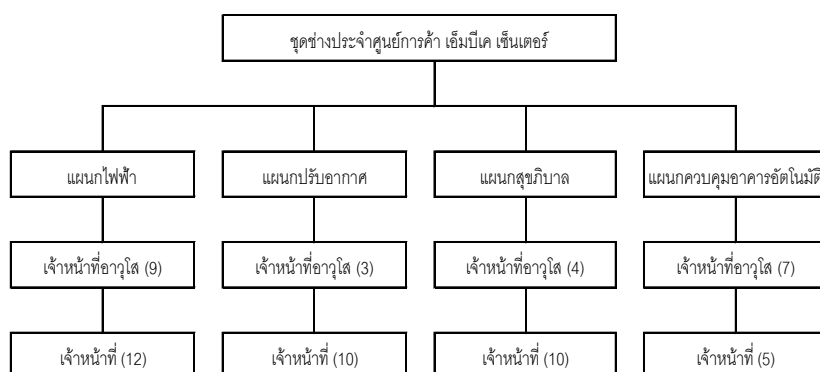 ชุดช่างประจำศูนย์การค้า เอ็มบีเค เซ็นเตอร์
แผนกไฟฟ้า
แผนกปรับอากาศ
แผนกสุขภิบาล
แผนกควบคุมอาคารอัตโนมัติ
เจ้าหน้าที่อาวุโส (9)
เจ้าหน้าที่อาวุโส (3)
เจ้าหน้าที่อาวุโส (4)
เจ้าหน้าที่อาวุโส (7)
เจ้าหน้าที่ (12)
เจ้าหน้าที่ (10)
เจ้าหน้าที่ (10)
เจ้าหน้าที่ (5)